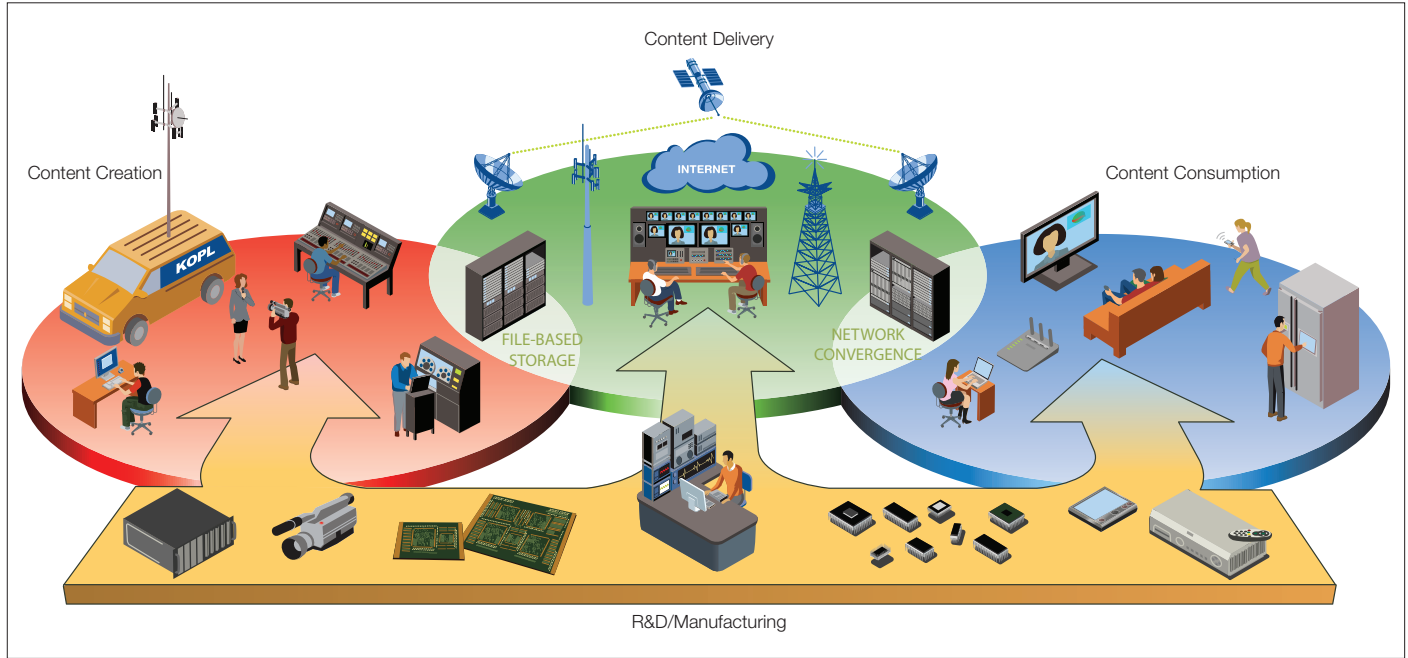 Content Delivery
Content Creation
INTERNET
Content Consumption
KOPL
FILE-BASED
STORAGE
NETWORK
CONVERGENCE
R&D/Manufacturing